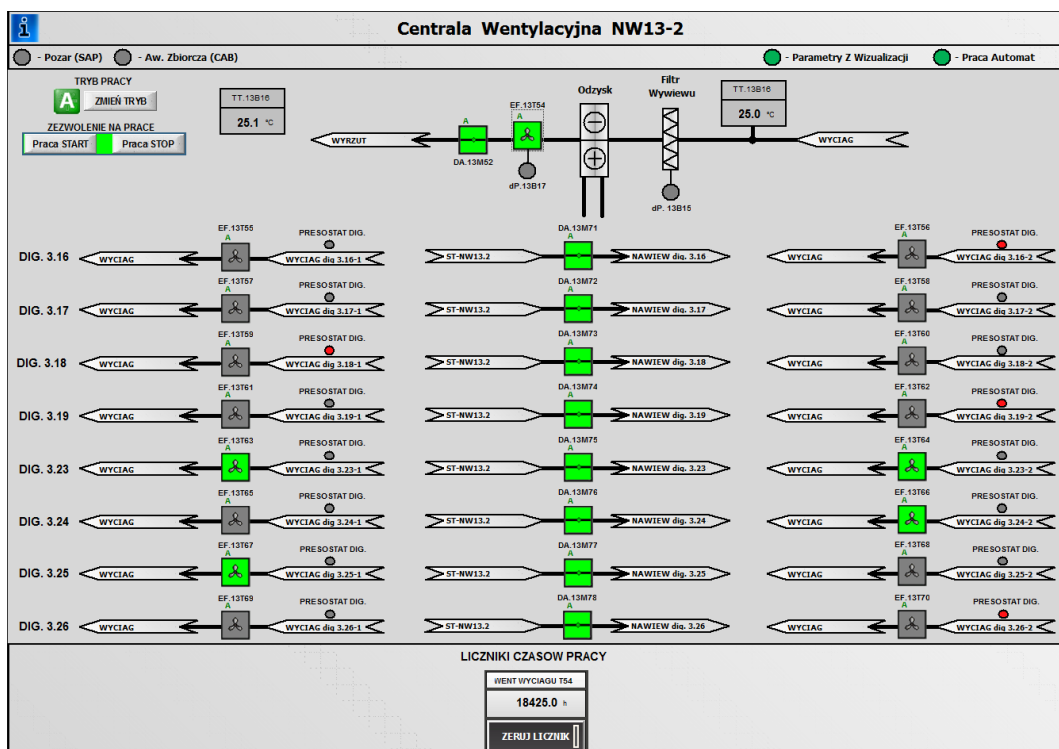 i Centrala Wentylacyjna NW13-2
- Pozar (SAP) - Aw. Zbiorcza (CAB) - Parametry Z Wizualizacji - Praca Automat
TRYB PRACY
A ZMIEŃ TRYB
ZEZWOLENIE NA PRACE
Praca START Praca STOP
TT.13B16
25.1 °C
WYRZUT
A
DA.13M52
EF.13T54
A
dP.13B17
Odzysk
Filtr
Wywiewu
dP. 13B15
TT.13B16
25.0 °C
WYCIĄG
EF.13T55 PRESOSTAT DIG. DA.13M71 EF.13T56 PRESOSTAT DIG.
A A A
DIG. 3.16 WYCIAG WYCIAG dig 3.16-1 ST-NW13.2 NAWIEW dig. 3.16 WYCIAG WYCIAG dig 3.16-2
EF.13T57 PRESOSTAT DIG. DA.13M72 EF.13T58 PRESOSTAT DIG.
A A A
DIG. 3.17 WYCIAG WYCIAG dig 3.17-1 ST-NW13.2 NAWIEW dig. 3.17 WYCIAG WYCIAG dig 3.17-2
EF.13T59 PRESOSTAT DIG. DA.13M73 EF.13T60 PRESOSTAT DIG.
A A A
DIG. 3.18 WYCIAG WYCIAG dig 3.18-1 ST-NW13.2 NAWIEW dig. 3.18 WYCIAG WYCIAG dig 3.18-2
EF.13T61 PRESOSTAT DIG. DA.13M74 EF.13T62 PRESOSTAT DIG.
A A A
DIG. 3.19 WYCIAG WYCIAG dig 3.19-1 ST-NW13.2 NAWIEW dig. 3.19 WYCIAG WYCIAG dig 3.19-2
EF.13T63 PRESOSTAT DIG. DA.13M75 EF.13T64 PRESOSTAT DIG.
A A A
DIG. 3.23 WYCIAG WYCIAG dig 3.23-1 ST-NW13.2 NAWIEW dig. 3.23 WYCIAG WYCIAG dig 3.23-2
EF.13T65 PRESOSTAT DIG. DA.13M76 EF.13T66 PRESOSTAT DIG.
A A A
DIG. 3.24 WYCIAG WYCIAG dig 3.24-1 ST-NW13.2 NAWIEW dig. 3.24 WYCIAG WYCIAG dig 3.24-2
EF.13T67 PRESOSTAT DIG. DA.13M77 EF.13T68 PRESOSTAT DIG.
A A A
DIG. 3.25 WYCIAG WYCIAG dig 3.25-1 ST-NW13.2 NAWIEW dig. 3.25 WYCIAG WYCIAG dig 3.25-2
EF.13T69 PRESOSTAT DIG. DA.13M78 EF.13T70 PRESOSTAT DIG.
A A A
DIG. 3.26 WYCIAG WYCIAG dig 3.26-1 ST-NW13.2 NAWIEW dig. 3.26 WYCIAG WYCIAG dig 3.26-2
LICZNIKI CZASOW PRACY
WENT WYCIAGU T54
18425.0 h
ZERUJ LICZNIK